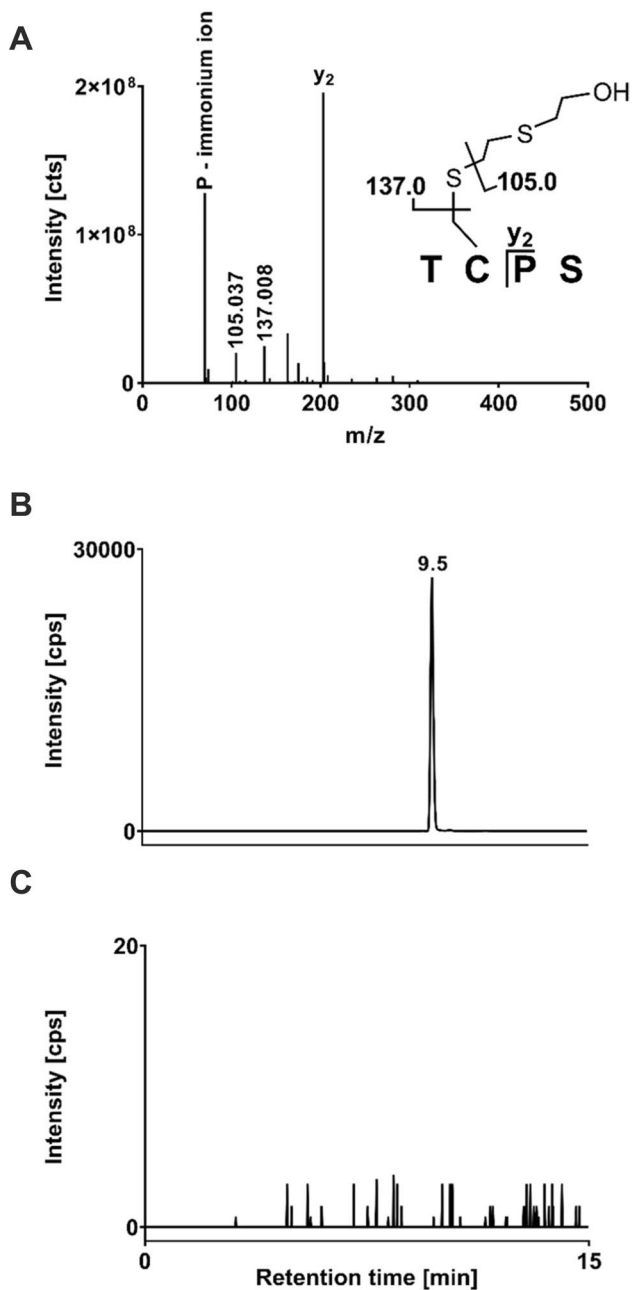 A
2×10⁸
1×10⁸
0
Intensity [cts]
P - immonium ion
105.037
137.008
y₂
OH
S
S
137.0
105.0
y₂
T C P S
0 100 200 300 400 500
m/z
B
30000
0
Intensity [cps]
9.5
C
20
0
Intensity [cps]
0 15
Retention time [min]